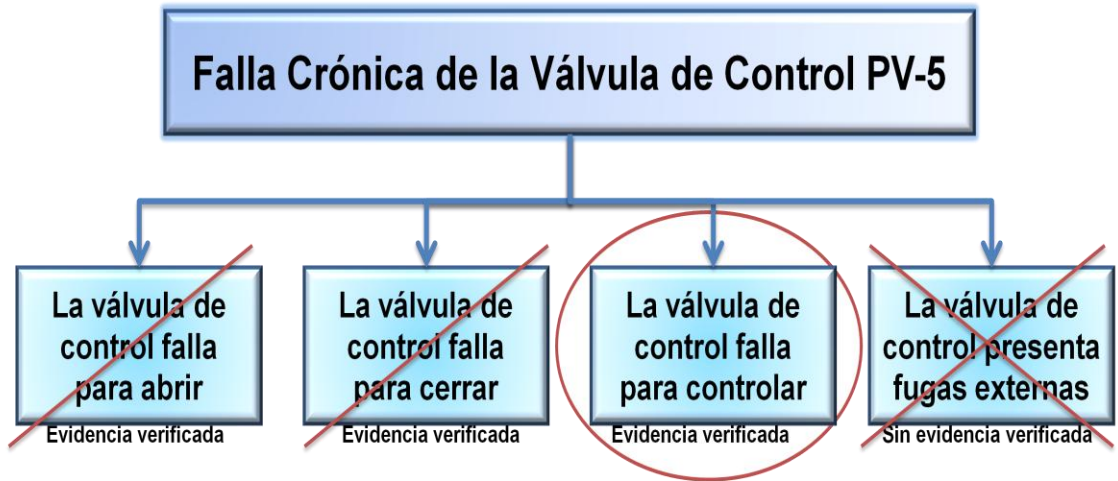 Falla Crónica de la Válvula de Control PV-5
La válvula de
control falla
para abrir
Evidencia verificada
La válvula de
control falla
para cerrar
Evidencia verificada
La válvula de
control falla
para controlar
Evidencia verificada
La válvula de
control presenta
fugas externas
Sin evidencia verificada